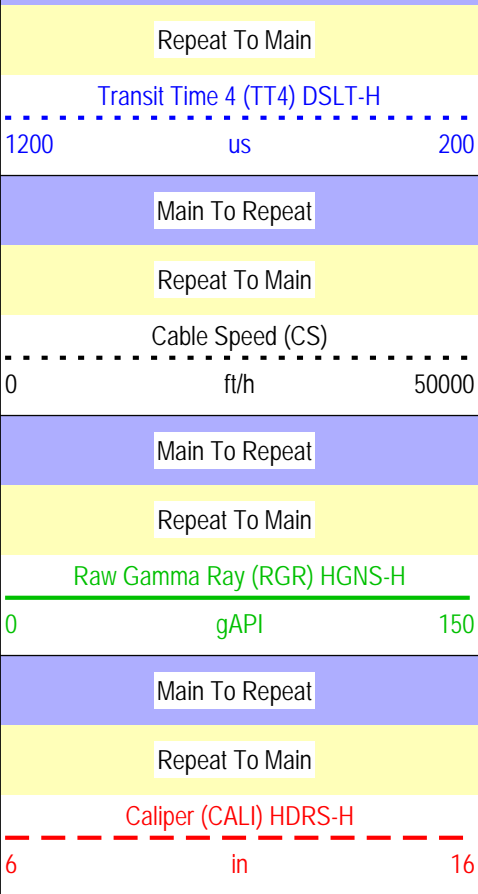 Repeat To Main
Transit Time 4 (TT4) DSLT-H
1200 us 200
Main To Repeat
Repeat To Main
Cable Speed (CS)
0 ft/h 50000
Main To Repeat
Repeat To Main
Raw Gamma Ray (RGR) HGNS-H
0 gAPI 150
Main To Repeat
Repeat To Main
Caliper (CALI) HDRS-H
6 in 16